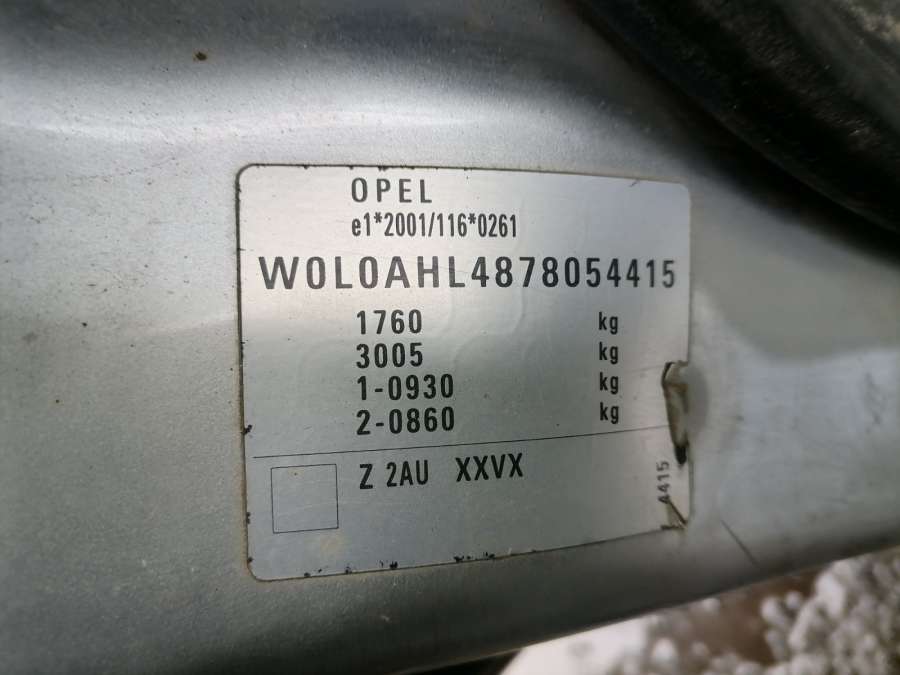 OPEL
e1*2001/116*0261
W0L0AHL4878054415
1760 kg
3005 kg
1-0930 kg
2-0860 kg
Z 2AU XXVX
4415